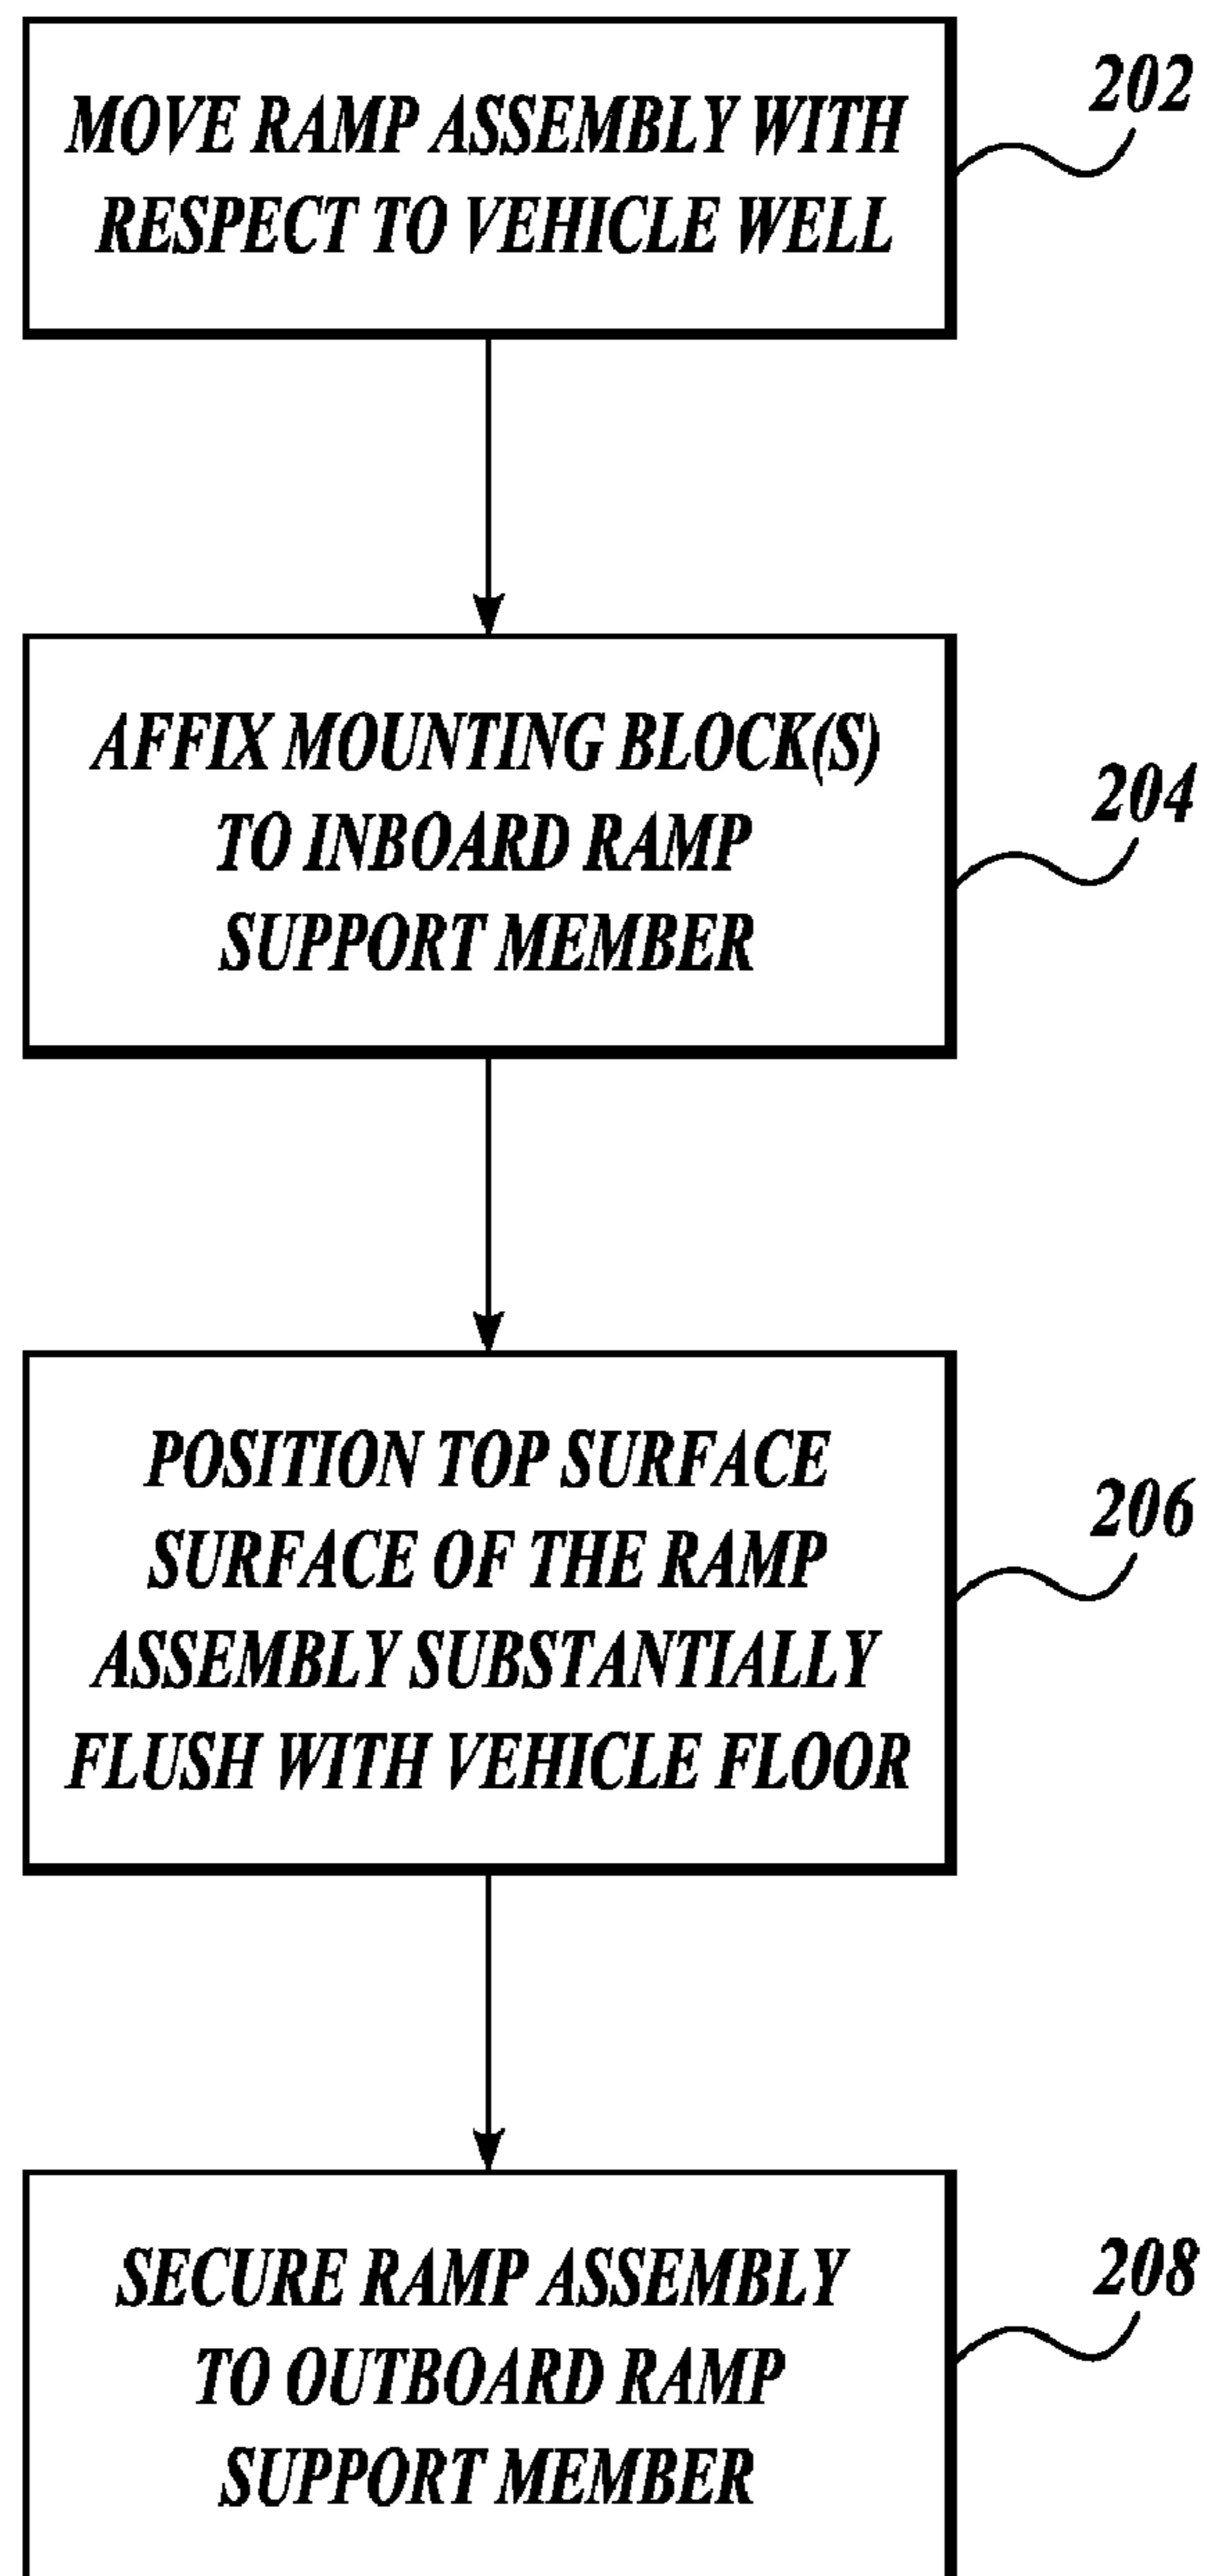 MOVE RAMP ASSEMBLY WITH
RESPECT TO VEHICLE WELL
202
AFFIX MOUNTING BLOCK(S)
TO INBOARD RAMP
SUPPORT MEMBER
204
POSITION TOP SURFACE
SURFACE OF THE RAMP
ASSEMBLY SUBSTANTIALLY
FLUSH WITH VEHICLE FLOOR
206
SECURE RAMP ASSEMBLY
TO OUTBOARD RAMP
SUPPORT MEMBER
208